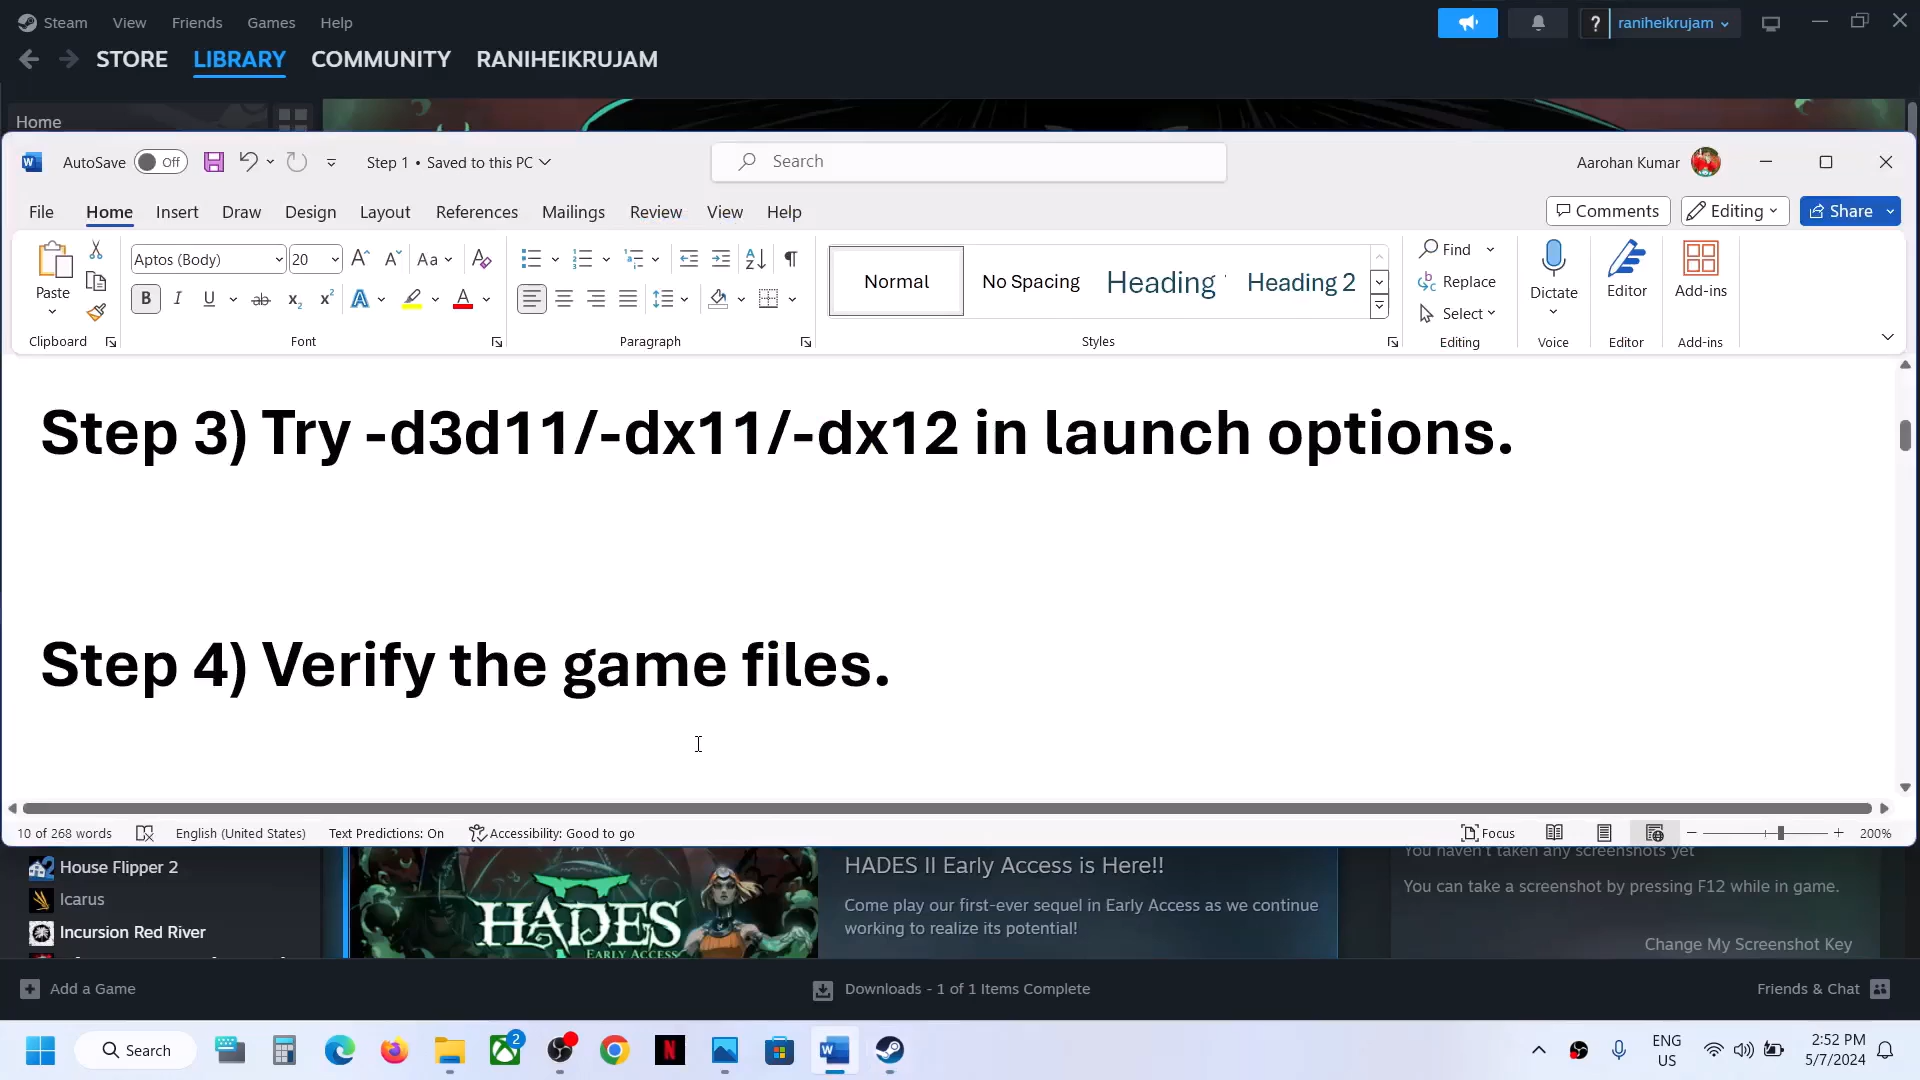 Steam View Friends Games Help
raniheikrujam
STORE LIBRARY COMMUNITY RANIHEIKRUJAM
Home
AutoSave Off Step 1 • Saved to this PC Search Aarohan Kumar
File Home Insert Draw Design Layout References Mailings Review View Help Comments Editing Share
Aptos (Body) 20 Aa
Paste
Normal No Spacing Heading Heading 2
Find
Replace
Select
Dictate Editor Add-ins
Clipboard Font Paragraph Styles Editing Voice Editor Add-ins
Step 3) Try -d3d11/-dx11/-dx12 in launch options.
Step 4) Verify the game files.
10 of 268 words English (United States) Text Predictions: On Accessibility: Good to go Focus 200%
House Flipper 2
Icarus
Incursion Red River
HADES
EARLY ACCESS
HADES II Early Access is Here!!
Come play our first-ever sequel in Early Access as we continue
working to realize its potential!
You haven't taken any screenshots yet
You can take a screenshot by pressing F12 while in game.
Change My Screenshot Key
Add a Game Downloads - 1 of 1 Items Complete Friends & Chat
Search 2 ENG
US
2:52 PM
5/7/2024